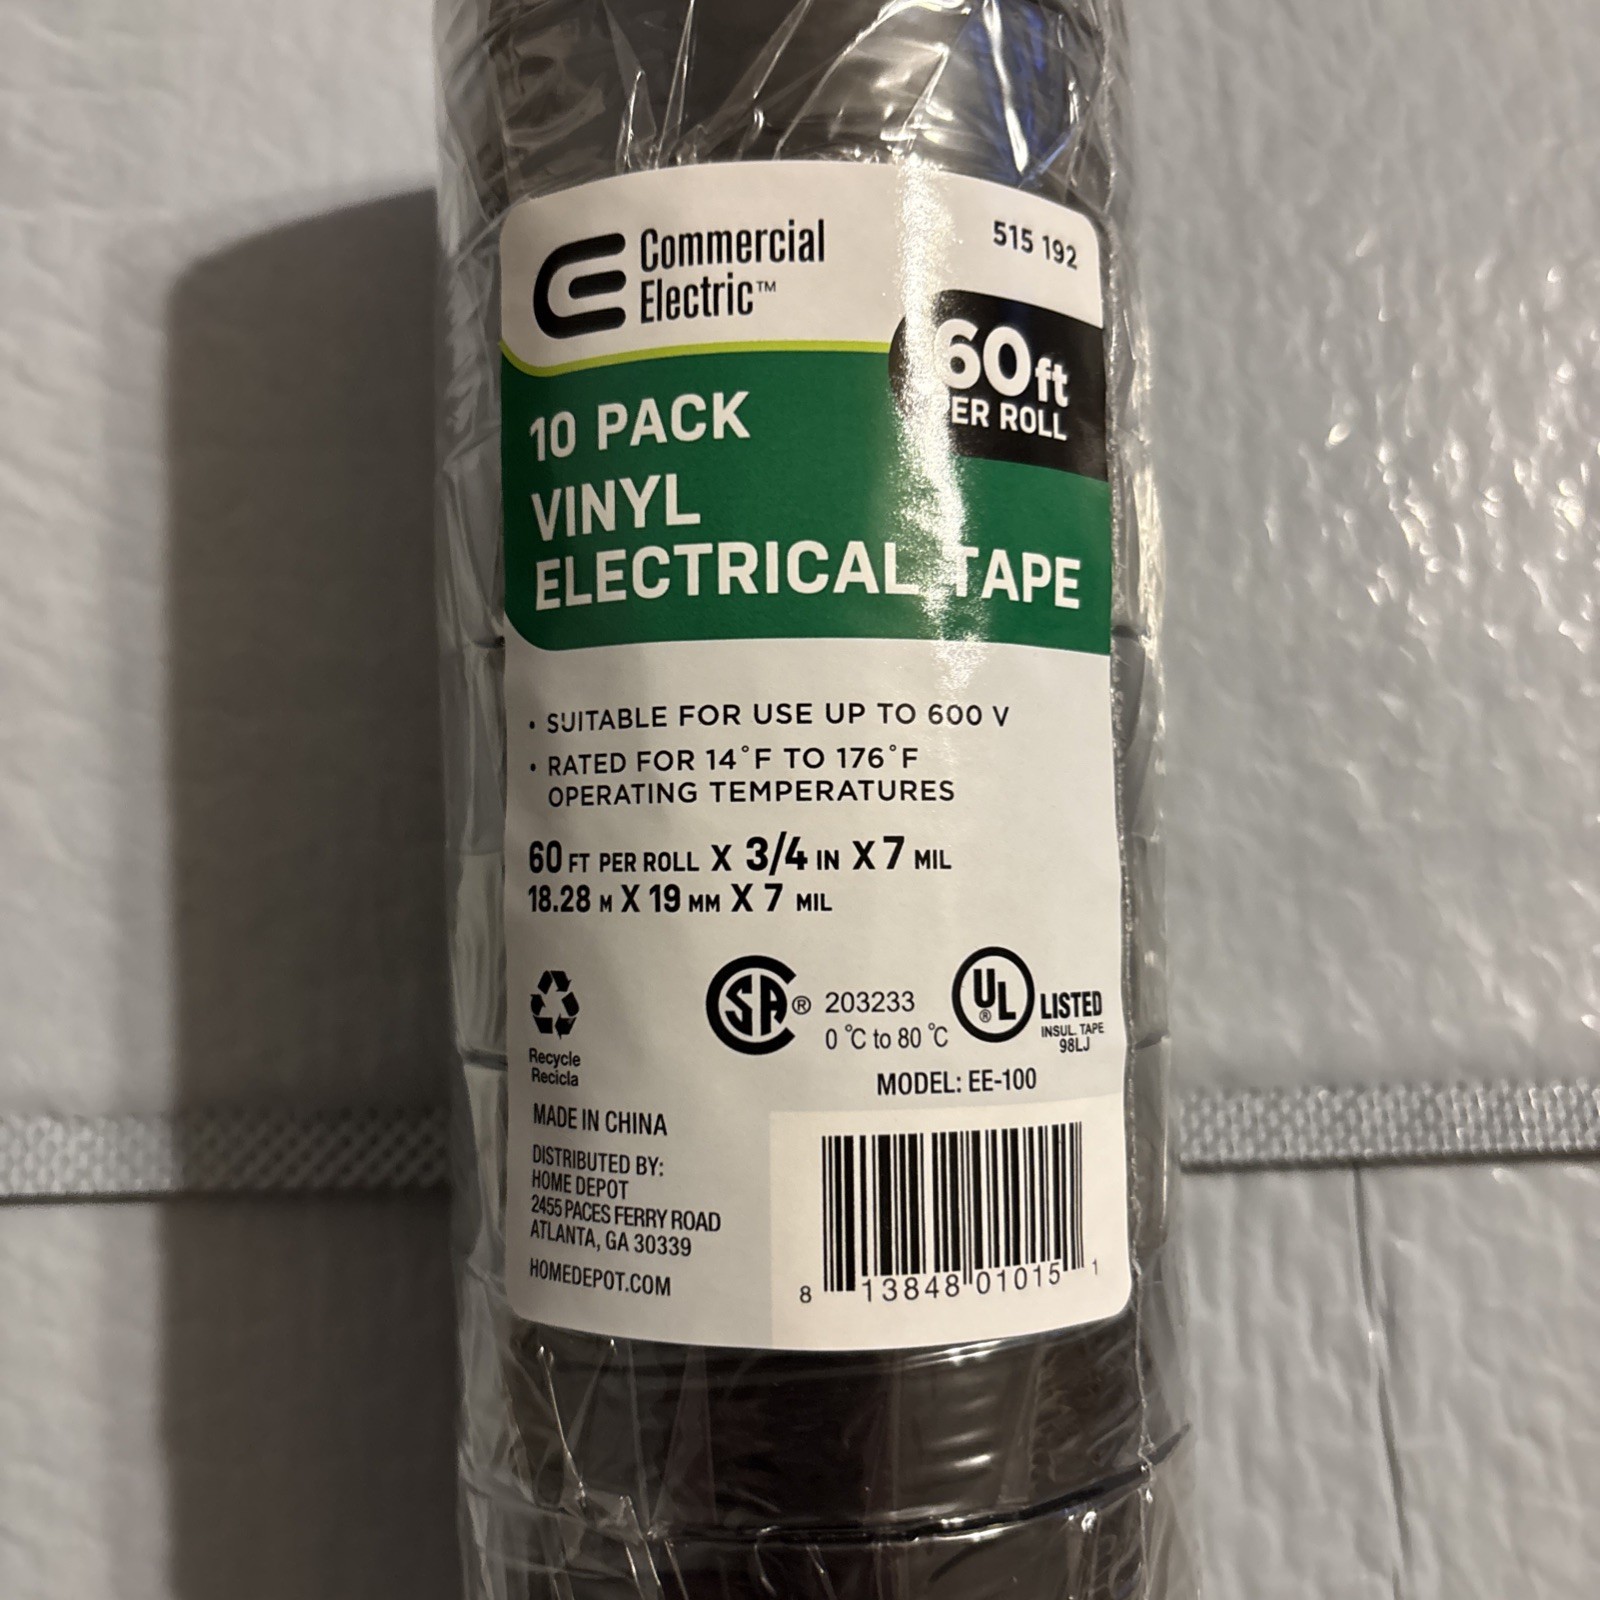 Commercial
Electric™
515 192
60ft
PER ROLL
10 PACK
VINYL
ELECTRICAL TAPE
• SUITABLE FOR USE UP TO 600 V
• RATED FOR 14°F TO 176°F
OPERATING TEMPERATURES
60 FT PER ROLL X 3/4 IN X 7 MIL
18.28 M X 19 MM X 7 MIL
Recycle
Recicla
SA® 203233
0 °C to 80 °C
UL® LISTED
INSUL. TAPE
98LJ
MODEL: EE-100
MADE IN CHINA
DISTRIBUTED BY:
HOME DEPOT
2455 PACES FERRY ROAD
ATLANTA, GA 30339
HOMEDEPOT.COM
8 13848 01015 1